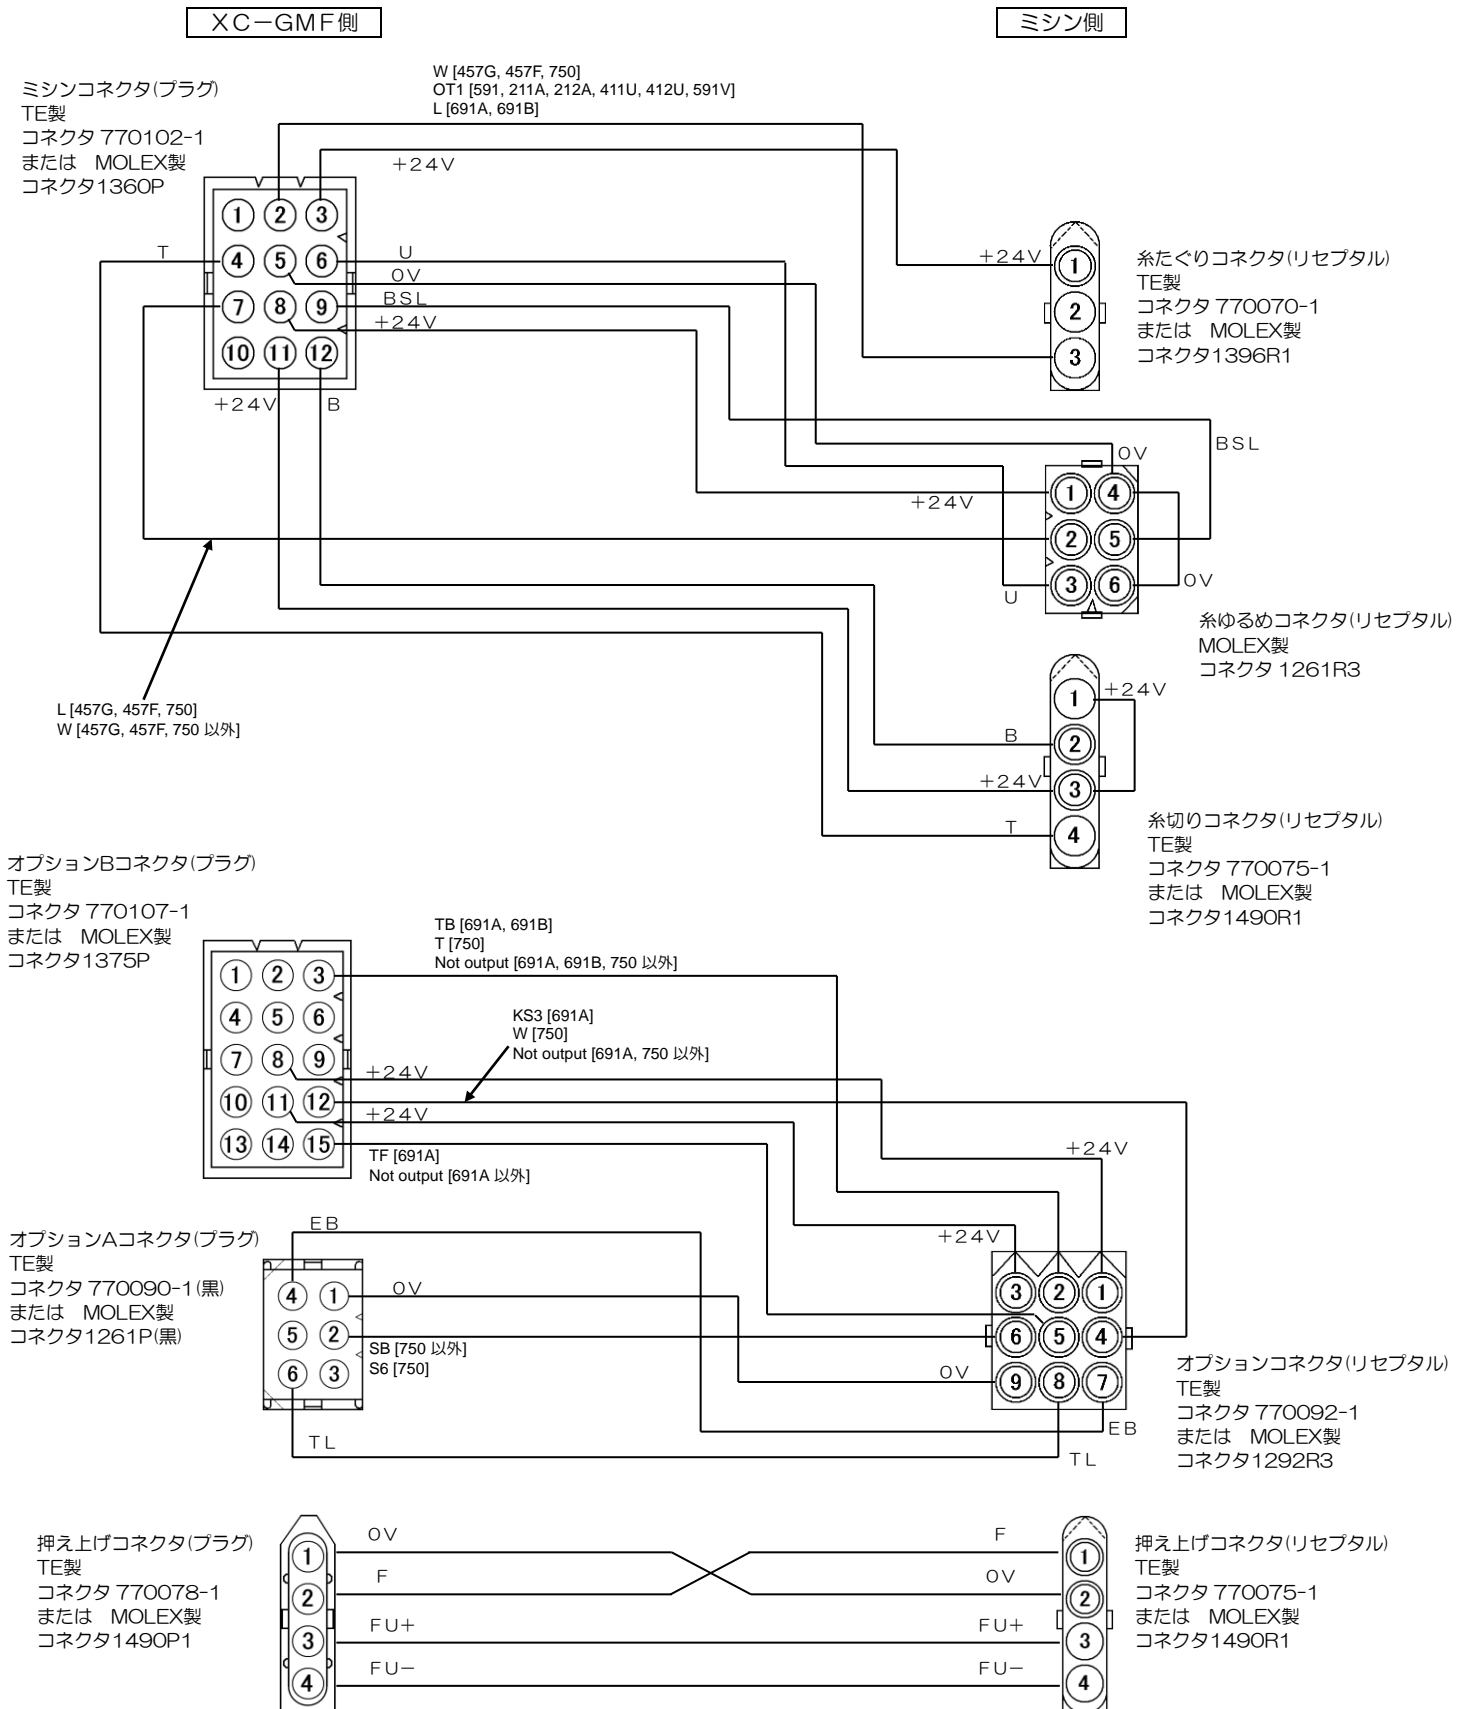 XC－GMF側
ミシン側
ミシンコネクタ(プラグ)
TE製
コネクタ 770102-1
または　MOLEX製
コネクタ1360P
W [457G, 457F, 750]
OT1 [591, 211A, 212A, 411U, 412U, 591V]
L [691A, 691B]
＋24V
1 2 3
4 5 6
7 8 9
10 11 12
T
U
0V
BSL
＋24V
＋24V
B
＋24V
1
2
3
糸たぐりコネクタ(リセプタル)
TE製
コネクタ 770070-1
または　MOLEX製
コネクタ1396R1
BSL
0V
＋24V
1 4
2 5
3 6
U
0V
糸ゆるめコネクタ(リセプタル)
MOLEX製
コネクタ 1261R3
L [457G, 457F, 750]
W [457G, 457F, 750 以外]
＋24V
B
＋24V
T
1
2
3
4
糸切りコネクタ(リセプタル)
TE製
コネクタ 770075-1
または　MOLEX製
コネクタ1490R1
オプションBコネクタ(プラグ)
TE製
コネクタ 770107-1
または　MOLEX製
コネクタ1375P
TB [691A, 691B]
T [750]
Not output [691A, 691B, 750 以外]
1 2 3
4 5 6
7 8 9
10 11 12
13 14 15
KS3 [691A]
W [750]
Not output [691A, 750 以外]
＋24V
＋24V
TF [691A]
Not output [691A 以外]
＋24V
＋24V
オプションAコネクタ(プラグ)
TE製
コネクタ 770090-1(黒)
または　MOLEX製
コネクタ1261P(黒)
EB
4 1
5 2
6 3
0V
SB [750 以外]
S6 [750]
TL
3 2 1
6 5 4
9 8 7
0V
EB
TL
オプションコネクタ(リセプタル)
TE製
コネクタ 770092-1
または　MOLEX製
コネクタ1292R3
押え上げコネクタ(プラグ)
TE製
コネクタ 770078-1
または　MOLEX製
コネクタ1490P1
1
2
3
4
0V
F
FU＋
FU－
F
0V
FU＋
FU－
1
2
3
4
押え上げコネクタ(リセプタル)
TE製
コネクタ 770075-1
または　MOLEX製
コネクタ1490R1